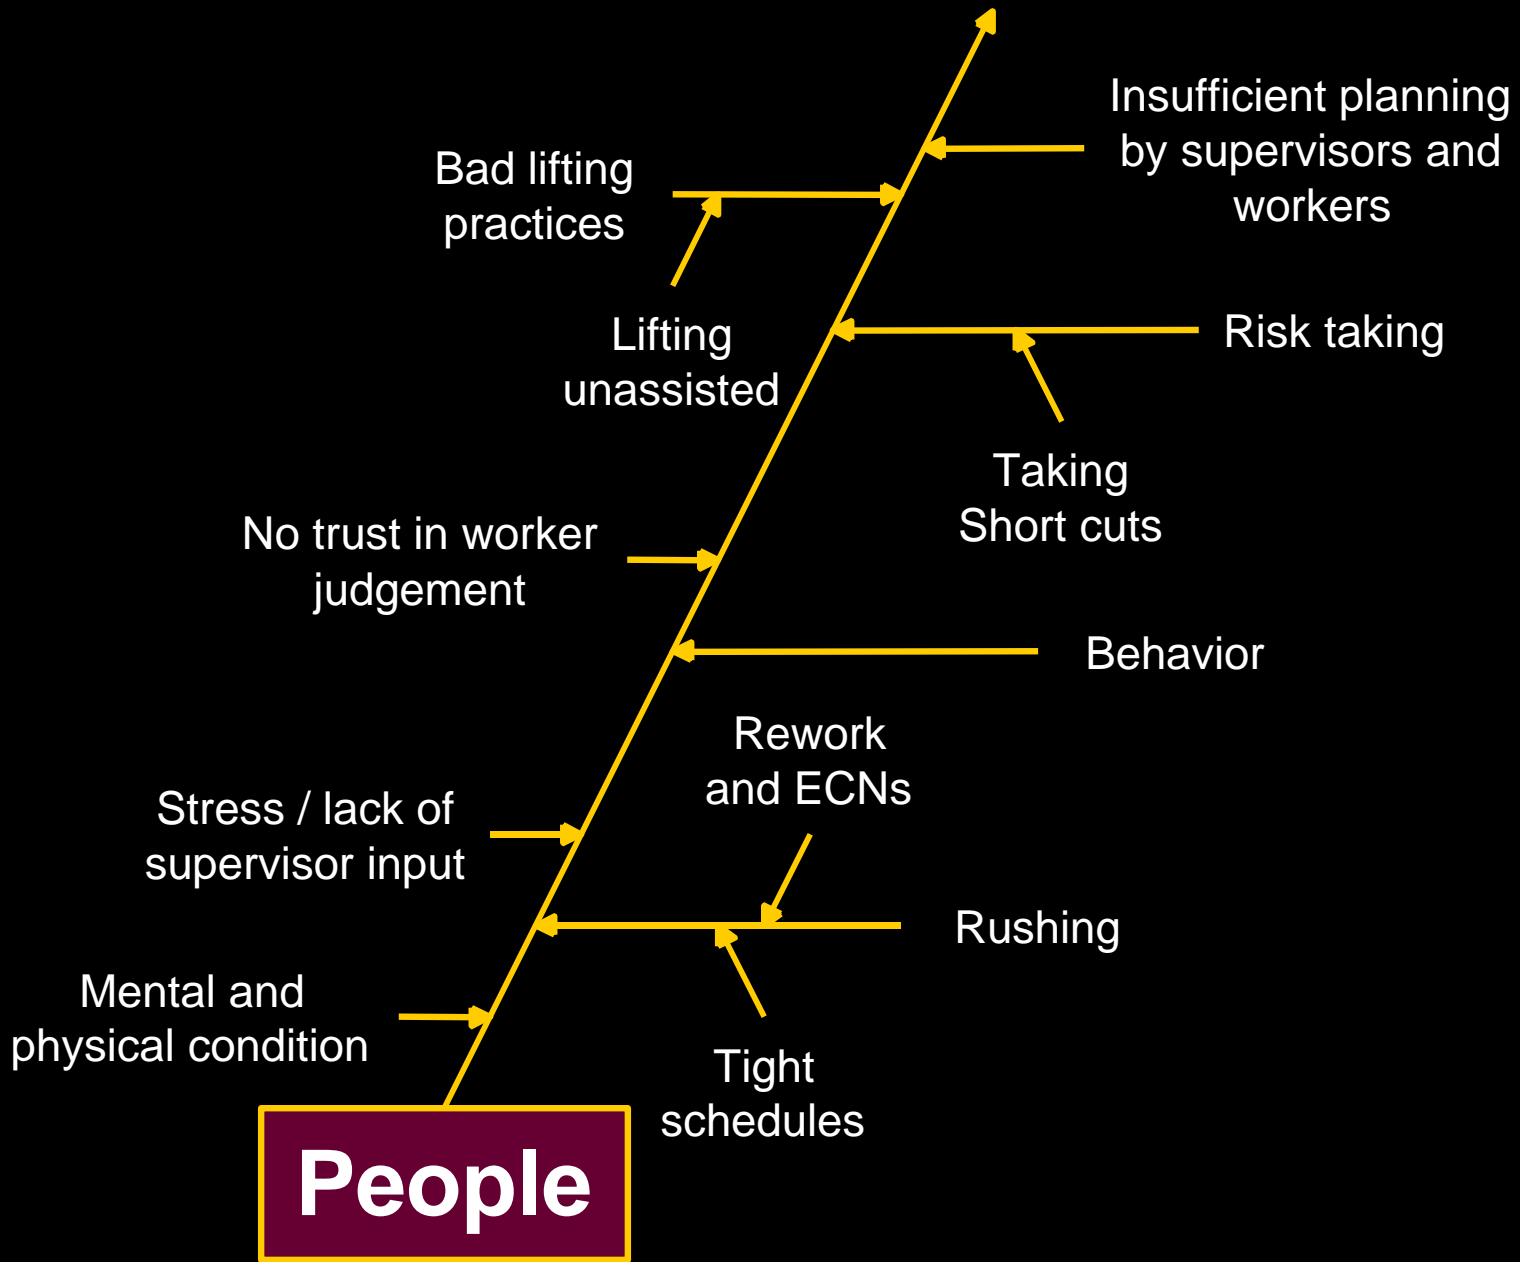 Insufficient planning
by supervisors and
workers
Bad lifting
practices
Lifting
unassisted
Risk taking
Taking
Short cuts
No trust in worker
judgement
Behavior
Rework
and ECNs
Stress / lack of
supervisor input
Rushing
Mental and
physical condition
Tight
schedules
People